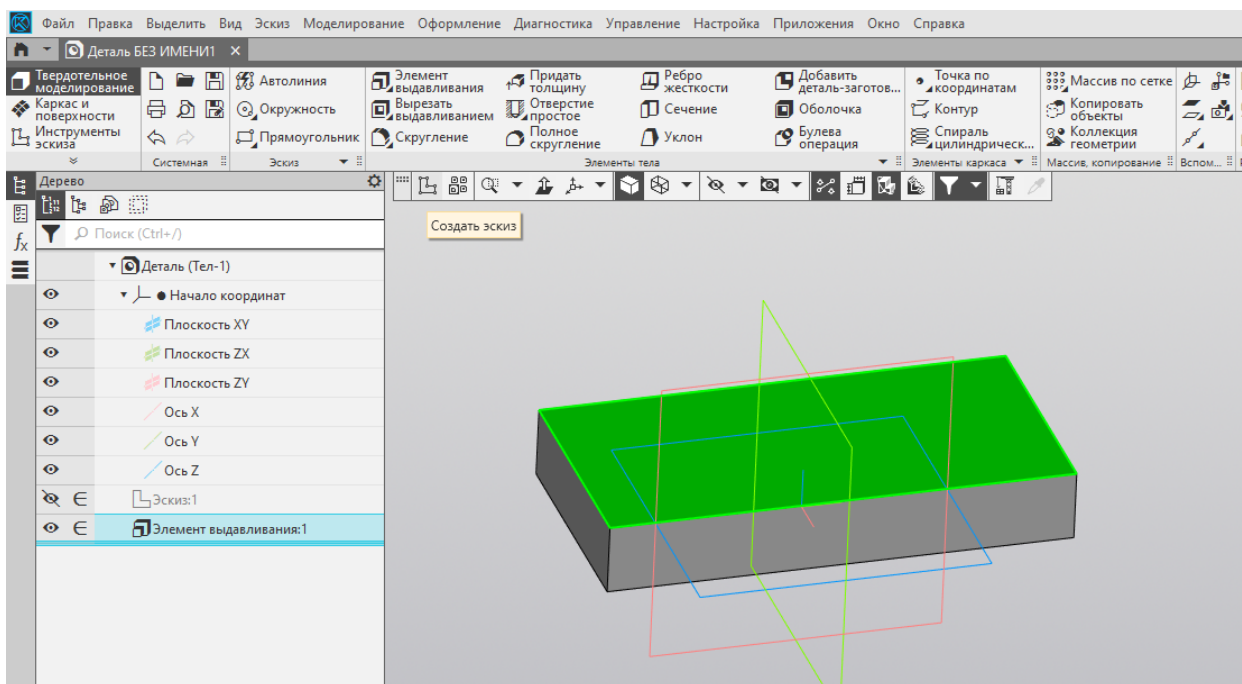 Файл Правка Выделить Вид Эскиз Моделирование Оформление Диагностика Управление Настройка Приложения Окно Справка
Деталь БЕЗ ИМЕНИ1
Твердотельное
моделирование
Каркас и
поверхности
Инструменты
эскиза
Системная
Автолиния
Окружность
Прямоугольник
Эскиз
Элемент
выдавливания
Вырезать
выдавливанием
Скругление
Придать
толщину
Отверстие
простое
Полное
скругление
Ребро
жесткости
Сечение
Уклон
Добавить
деталь-заготов...
Оболочка
Булева
операция
Элементы тела
Точка по
координатам
Контур
Спираль
цилиндрическ...
Элементы каркаса
Массив по сетке
Копировать
объекты
Коллекция
геометрии
Массив, копирование
Вспом...
Дерево
Поиск (Ctrl+/)
Деталь (Тел-1)
Начало координат
Плоскость XY
Плоскость ZX
Плоскость ZY
Ось X
Ось Y
Ось Z
Эскиз:1
Элемент выдавливания:1
Создать эскиз